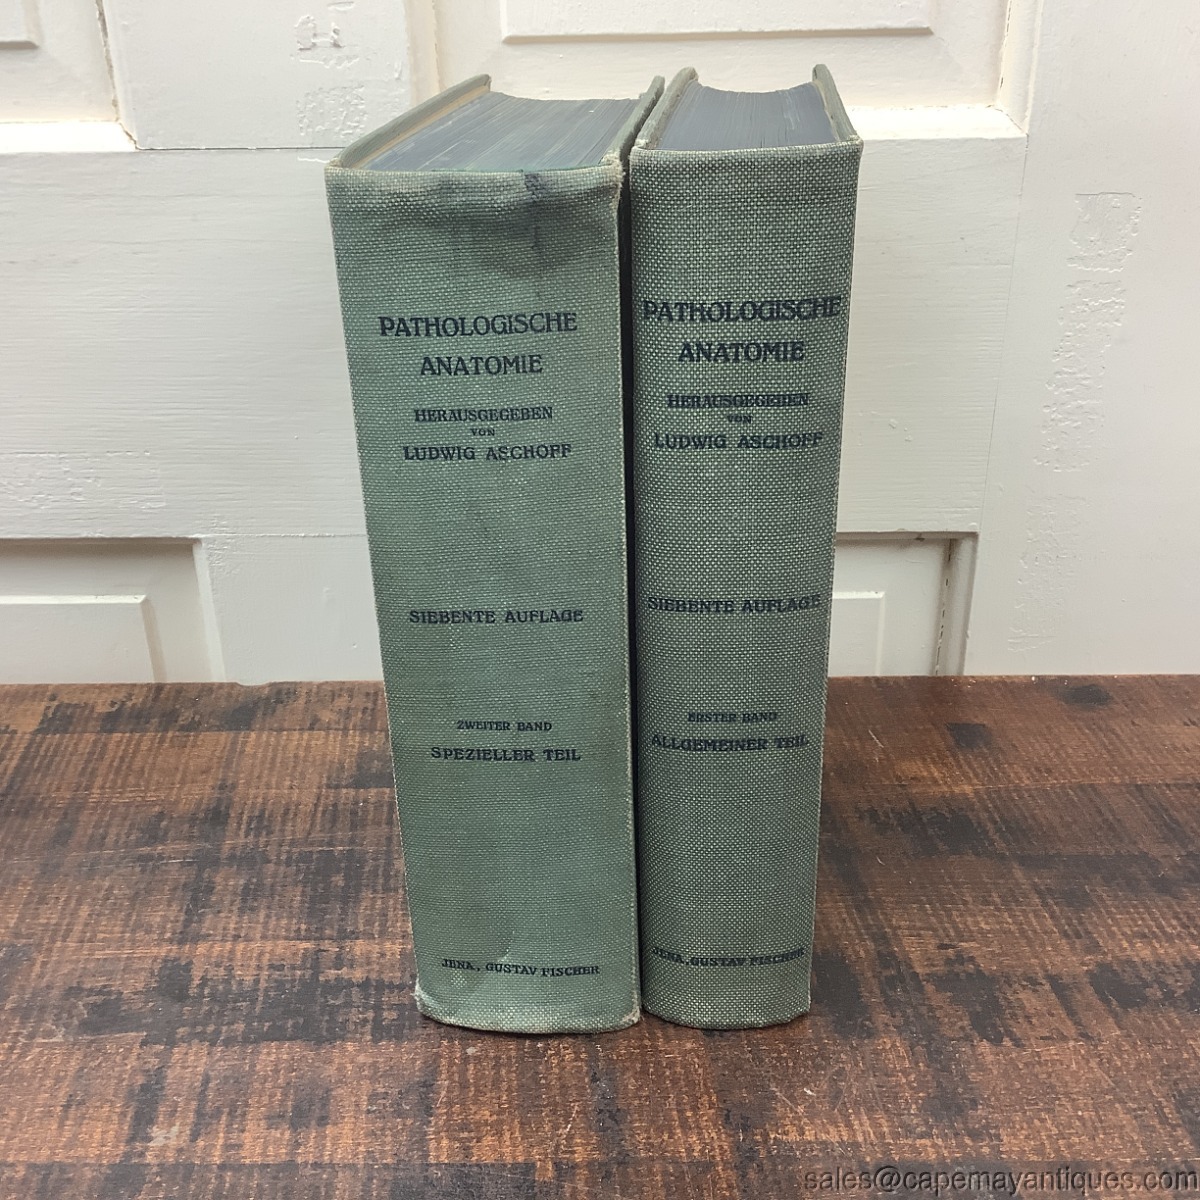 PATHOLOGISCHE
ANATOMIE
HERAUSGEGEBEN
VON
LUDWIG ASCHOFF
SIEBENTE AUFLAGE
ZWEITER BAND
SPEZIELLER TEIL
JENA, GUSTAV FISCHER
PATHOLOGISCHE
ANATOMIE
HERAUSGEGEBEN
VON
LUDWIG ASCHOFF
SIEBENTE AUFLAGE
ERSTER BAND
ALLGEMEINER TEIL
JENA, GUSTAV FISCHER
sales@capemayantiques.com